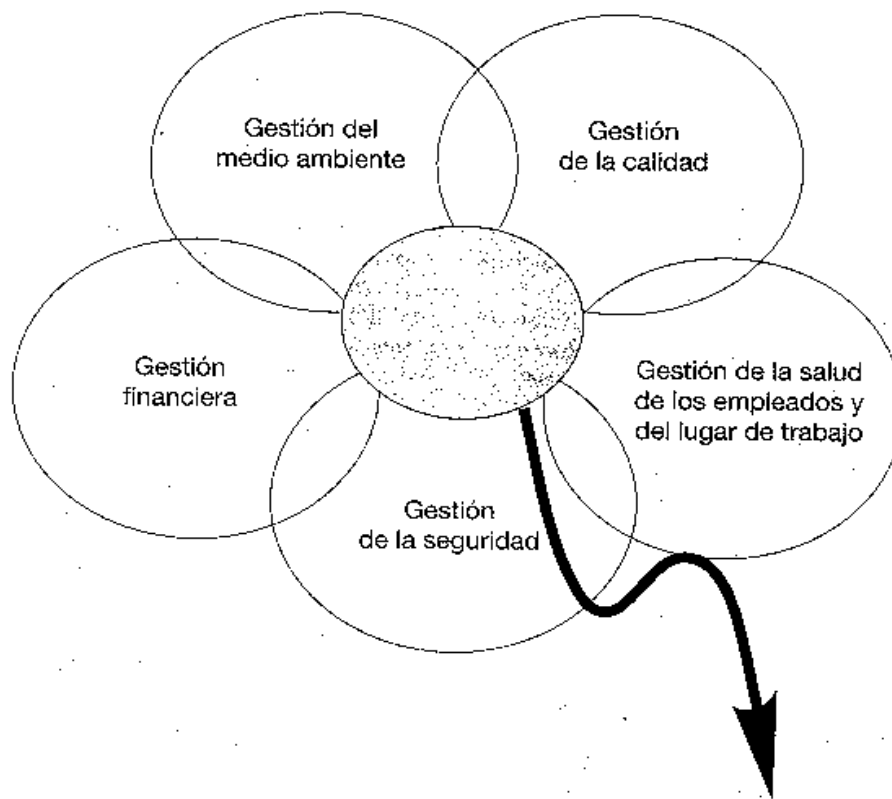 Gestión del
medio ambiente
Gestión
de la calidad
Gestión
financiera
Gestión de la salud
de los empleados y
del lugar de trabajo
Gestión
de la seguridad